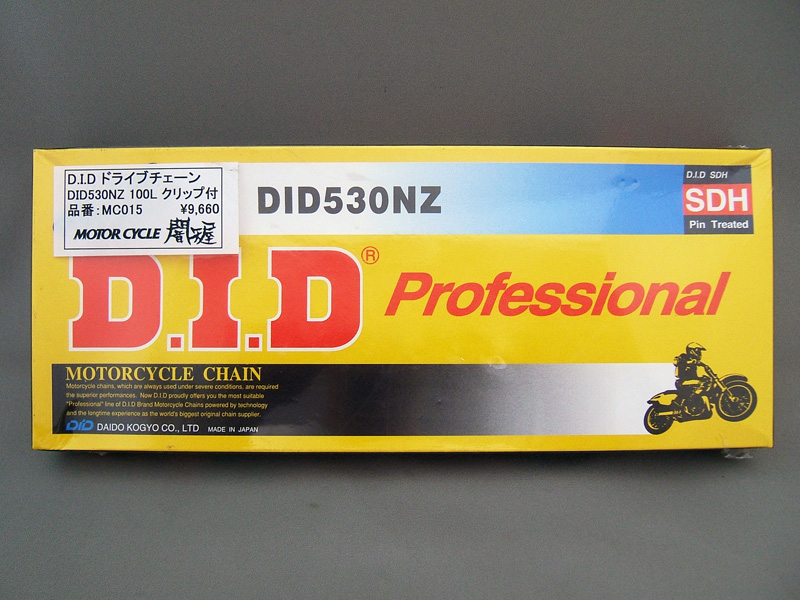 D.I.D ドライブチェーン
DID530NZ 100L クリップ付
品番:MC015 ¥9,660
MOTOR CYCLE
DID530NZ
D.I.D SDH
SDH
Pin Treated
D.I.D®
Professional
MOTORCYCLE CHAIN
Motorcycle chains, which are always used under severe conditions, are required
the superior performances. Now D.I.D proudly offers you the most suitable
"Professional" line of D.I.D Brand Motorcycle Chains powered by technology
and the longtime experience as the world's biggest original chain supplier.
DID DAIDO KOGYO CO., LTD MADE IN JAPAN